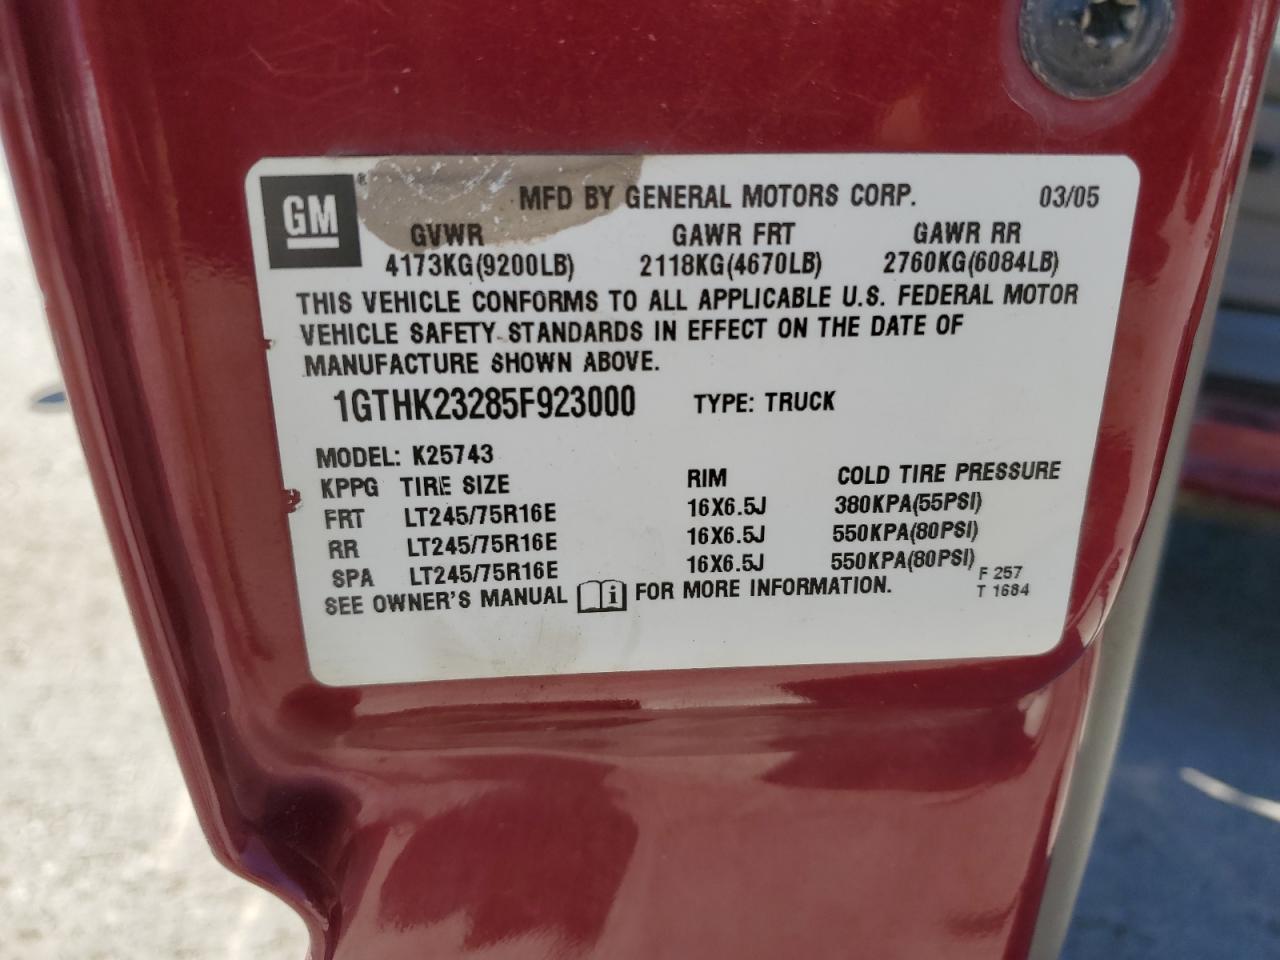 GM ® MFD BY GENERAL MOTORS CORP. 03/05
GVWR GAWR FRT GAWR RR
4173KG(9200LB) 2118KG(4670LB) 2760KG(6084LB)
THIS VEHICLE CONFORMS TO ALL APPLICABLE U.S. FEDERAL MOTOR
VEHICLE SAFETY STANDARDS IN EFFECT ON THE DATE OF
MANUFACTURE SHOWN ABOVE.
1GTHK23285F923000 TYPE: TRUCK
MODEL: K25743
KPPG TIRE SIZE RIM COLD TIRE PRESSURE
FRT LT245/75R16E 16X6.5J 380KPA(55PSI)
RR LT245/75R16E 16X6.5J 550KPA(80PSI)
SPA LT245/75R16E 16X6.5J 550KPA(80PSI)
SEE OWNER'S MANUAL i FOR MORE INFORMATION.
F 257
T 1684